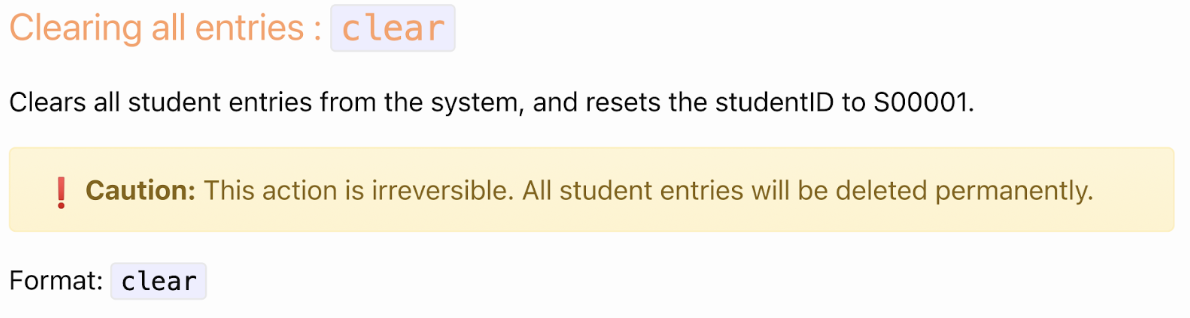 Clearing all entries : clear
Clears all student entries from the system, and resets the studentID to S00001.
❗ Caution: This action is irreversible. All student entries will be deleted permanently.
Format: clear